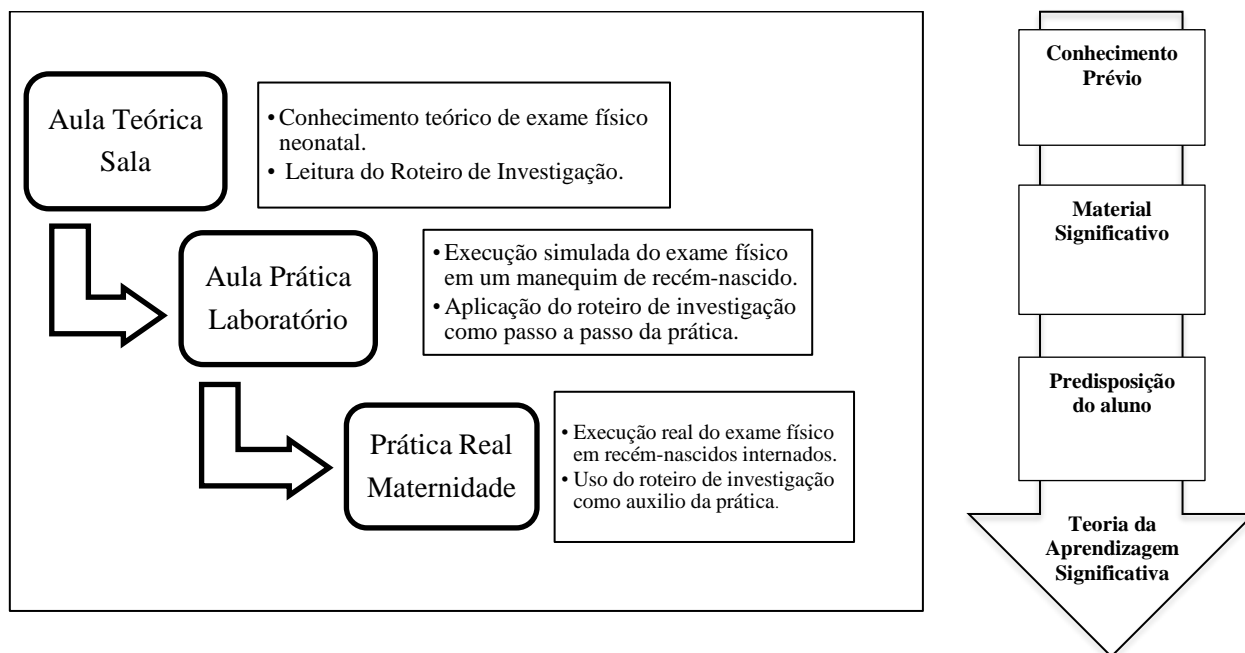 Aula Teórica
Sala
• Conhecimento teórico de exame físico
neonatal.
• Leitura do Roteiro de Investigação.
Aula Prática
Laboratório
• Execução simulada do exame físico
em um manequim de recém-nascido.
• Aplicação do roteiro de investigação
como passo a passo da prática.
Prática Real
Maternidade
• Execução real do exame físico
em recém-nascidos internados.
• Uso do roteiro de investigação
como auxilio da prática.
Conhecimento
Prévio
Material
Significativo
Predisposição
do aluno
Teoria da
Aprendizagem
Significativa